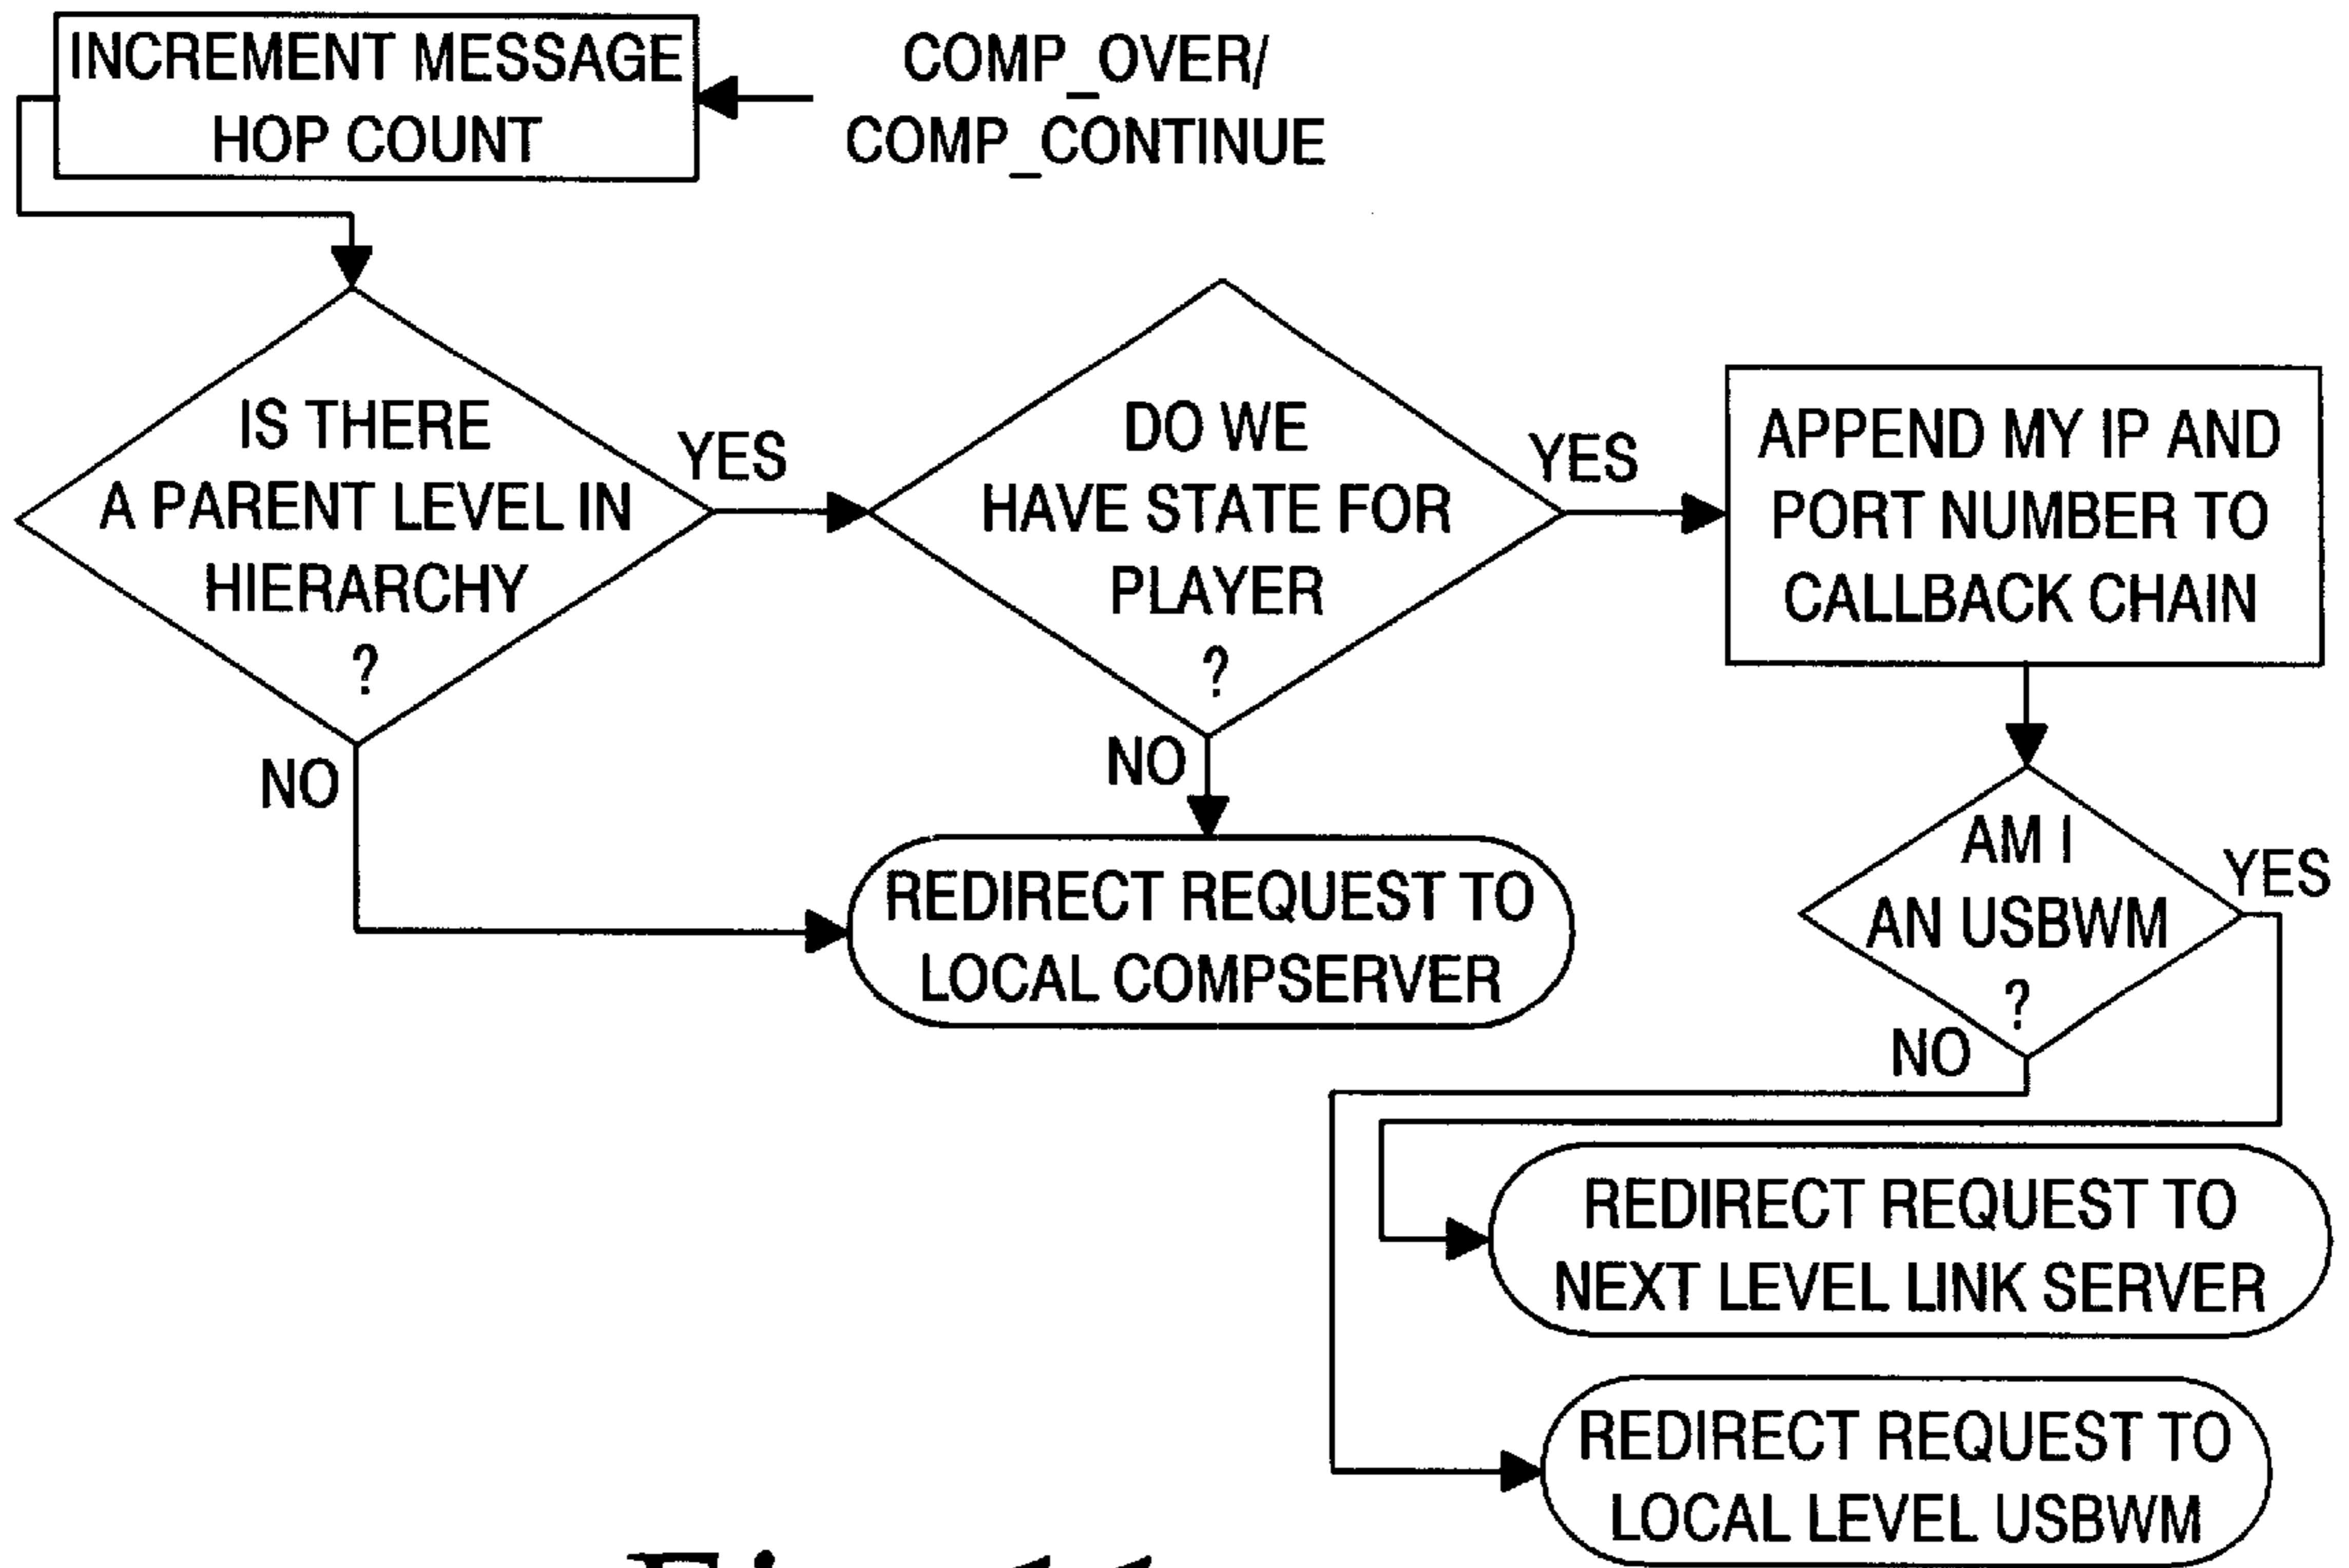 INCREMENT MESSAGE
HOP COUNT
COMP_OVER/
COMP_CONTINUE
IS THERE
A PARENT LEVEL IN
HIERARCHY
?
YES
NO
DO WE
HAVE STATE FOR
PLAYER
?
YES
NO
APPEND MY IP AND
PORT NUMBER TO
CALLBACK CHAIN
REDIRECT REQUEST TO
LOCAL COMPSERVER
AM I
AN USBWM
?
YES
NO
REDIRECT REQUEST TO
NEXT LEVEL LINK SERVER
REDIRECT REQUEST TO
LOCAL LEVEL USBWM